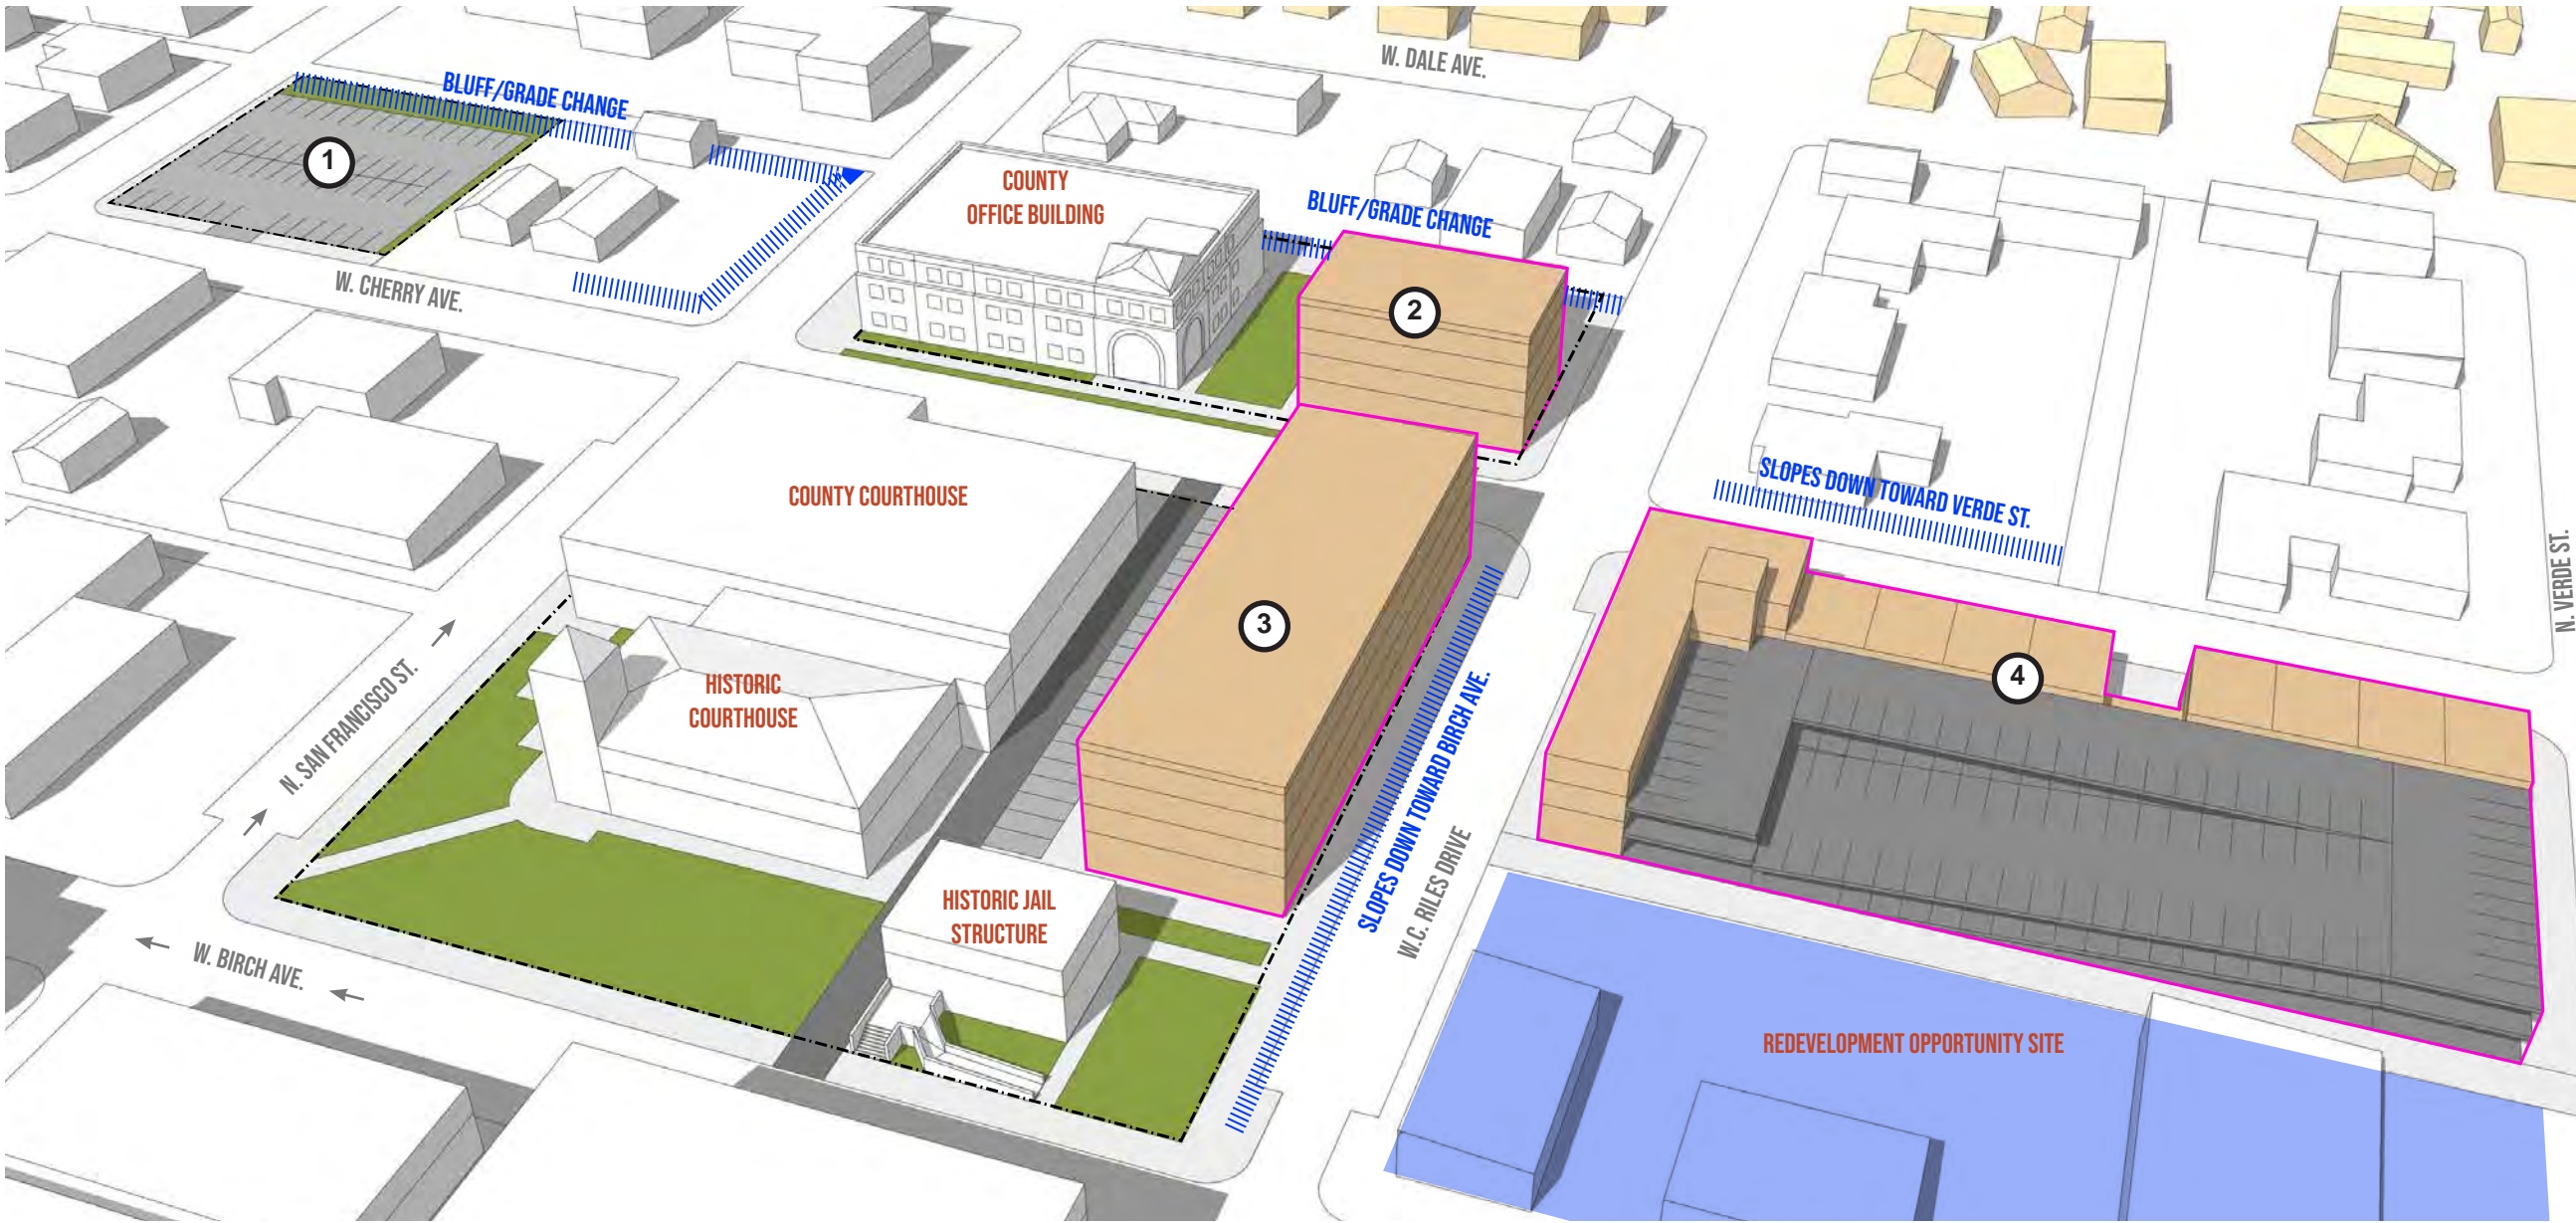 W. DALE AVE.
BLUFF/GRADE CHANGE
1
COUNTY
OFFICE BUILDING
BLUFF/GRADE CHANGE
W. CHERRY AVE.
2
COUNTY COURTHOUSE
SLOPES DOWN TOWARD VERDE ST.
N. VERDE ST.
3
4
N. SAN FRANCISCO ST.
HISTORIC
COURTHOUSE
SLOPES DOWN TOWARD BIRCH AVE.
W.C. RILES DRIVE
HISTORIC JAIL
STRUCTURE
W. BIRCH AVE.
REDEVELOPMENT OPPORTUNITY SITE